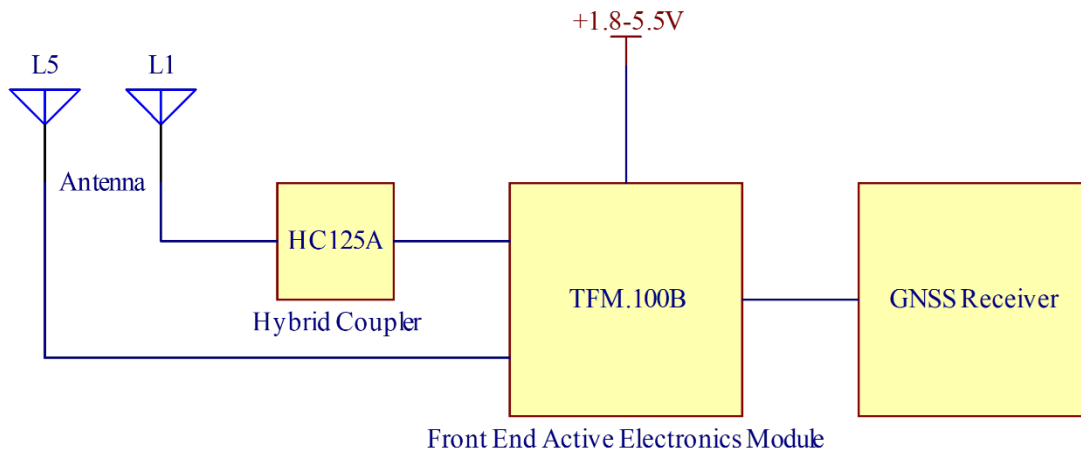 +1.8-5.5V
L5
L1
Antenna
HC125A
Hybrid Coupler
TFM.100B
GNSS Receiver
Front End Active Electronics Module